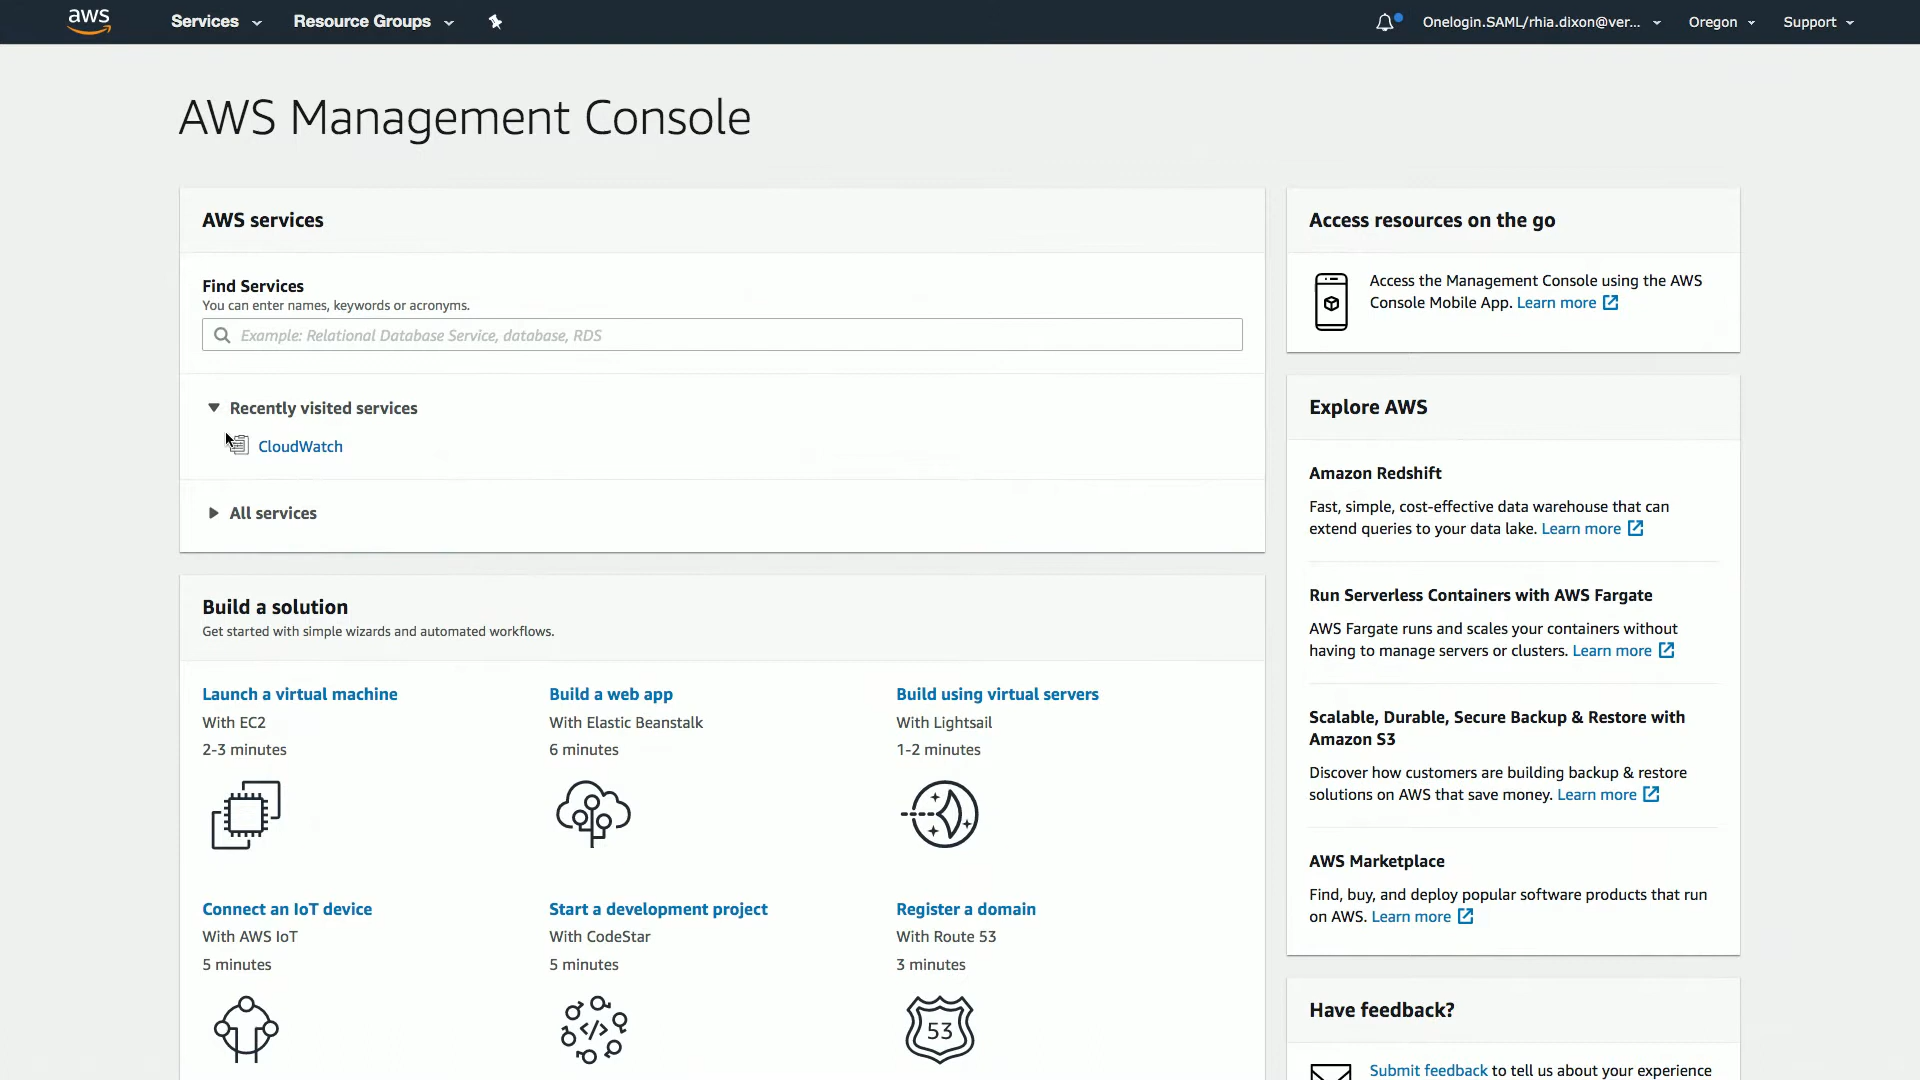 aws
Services
Resource Groups
Onelogin.SAML/rhia.dixon@ver...
Oregon
Support
AWS Management Console
AWS services
Find Services
You can enter names, keywords or acronyms.
Example: Relational Database Service, database, RDS
Recently visited services
CloudWatch
All services
Build a solution
Get started with simple wizards and automated workflows.
Launch a virtual machine
With EC2
2-3 minutes
Build a web app
With Elastic Beanstalk
6 minutes
Build using virtual servers
With Lightsail
1-2 minutes
Connect an IoT device
With AWS IoT
5 minutes
Start a development project
With CodeStar
5 minutes
Register a domain
With Route 53
3 minutes
53
Access resources on the go
Access the Management Console using the AWS
Console Mobile App. Learn more
Explore AWS
Amazon Redshift
Fast, simple, cost-effective data warehouse that can
extend queries to your data lake. Learn more
Run Serverless Containers with AWS Fargate
AWS Fargate runs and scales your containers without
having to manage servers or clusters. Learn more
Scalable, Durable, Secure Backup & Restore with
Amazon S3
Discover how customers are building backup & restore
solutions on AWS that save money. Learn more
AWS Marketplace
Find, buy, and deploy popular software products that run
on AWS. Learn more
Have feedback?
Submit feedback to tell us about your experience